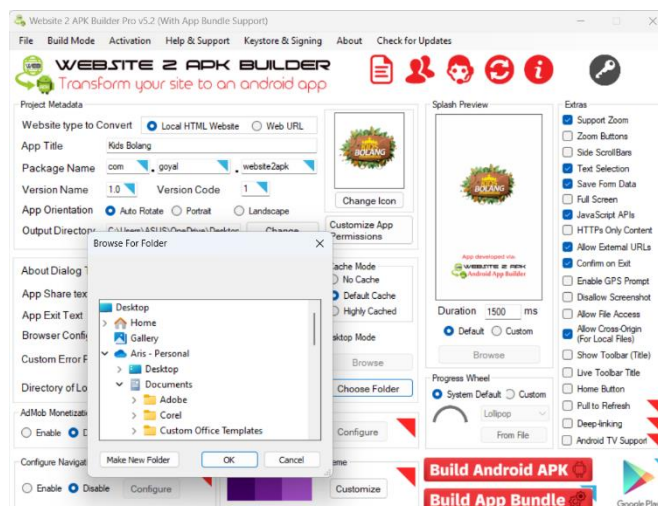 Website 2 APK Builder Pro v5.2 (With App Bundle Support)
File Build Mode Activation Help & Support Keystore & Signing About Check for Updates
WEBSITE 2 APK BUILDER
Transform your site to an android app
Project Metadata
Website type to Convert Local HTML Website Web URL
App Title Kids Bolang
Package Name com . goyal . website2apk
Version Name 1.0 Version Code 1
App Orientation Auto Rotate Portrait Landscape
Output Directory C:\Users\ASUS\OneDrive\Desktop Change
BOLANG
Change Icon
Customize App
Permissions
Splash Preview
BOLANG
App developed via:
WEBSITE 2 APK
Android App Builder
Duration 1500 ms
Default Custom
Browse
Progress Wheel
System Default Custom
Lollipop
From File
Extras
Support Zoom
Zoom Buttons
Side ScrollBars
Text Selection
Save Form Data
Full Screen
JavaScript APIs
HTTPs Only Content
Allow External URLs
Confirm on Exit
Enable GPS Prompt
Disallow Screenshot
Allow File Access
Allow Cross-Origin
(For Local Files)
Show Toolbar (Title)
Live Toolbar Title
Home Button
Pull to Refresh
Deep-linking
Android TV Support
About Dialog
App Share tex
App Exit Text
Browser Config
Custom Error
Directory of Lo
Cache Mode
No Cache
Default Cache
Highly Cached
Mode
Browse
Choose Folder
Browse For Folder
Desktop
Home
Gallery
Aris - Personal
Desktop
Documents
Adobe
Corel
Custom Office Templates
Make New Folder OK Cancel
AdMob Monetizati
Enable
Configure
Configure Navigat
Enable Disable Configure
Customize
Build Android APK
Build App Bundle
Google Play